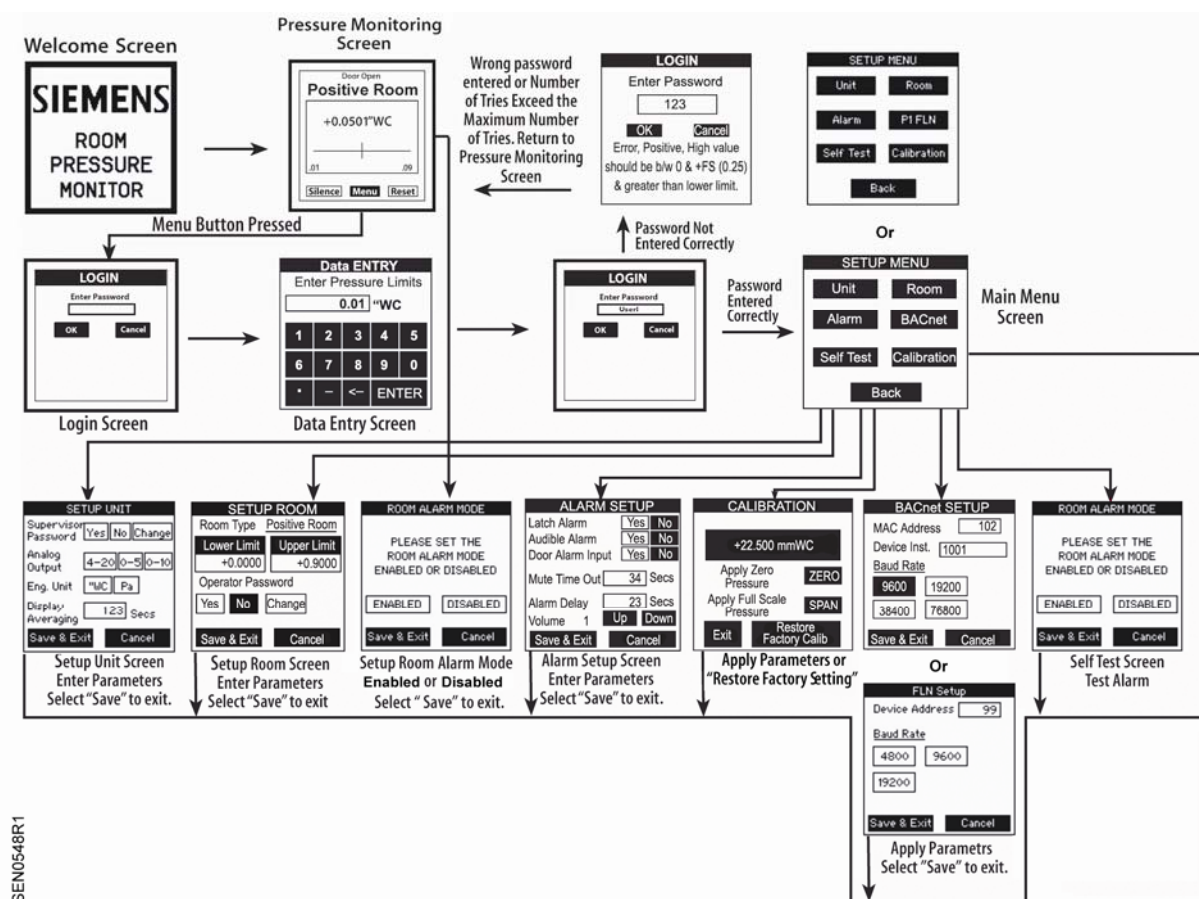 Welcome Screen
SIEMENS
ROOM
PRESSURE
MONITOR
Pressure Monitoring
Screen
Door Open
Positive Room
+0.0501"WC
.01 .09
Silence Menu Reset
Menu Button Pressed
Wrong password
entered or Number
of Tries Exceed the
Maximum Number
of Tries. Return to
Pressure Monitoring
Screen
LOGIN
Enter Password
123
OK Cancel
Error, Positive, High value
should be b/w 0 & +FS (0.25)
& greater than lower limit.
Password Not
Entered Correctly
SETUP MENU
Unit Room
Alarm P1 FLN
Self Test Calibration
Back
Or
LOGIN
Enter Password
OK Cancel
Login Screen
Data ENTRY
Enter Pressure Limits
0.01 "WC
1 2 3 4 5
6 7 8 9 0
. – <– ENTER
Data Entry Screen
LOGIN
Enter Password
User1
OK Cancel
Password
Entered
Correctly
SETUP MENU
Unit Room
Alarm BACnet
Self Test Calibration
Back
Main Menu
Screen
SETUP UNIT
Supervisor
Password Yes No Change
Analog
Output 4-20 0-5 0-10
Eng. Unit "WC Pa
Display
Averaging 123 Secs
Save & Exit Cancel
Setup Unit Screen
Enter Parameters
Select "Save" to exit.
SETUP ROOM
Room Type Positive Room
Lower Limit Upper Limit
+0.0000 +0.9000
Operator Password
Yes No Change
Save & Exit Cancel
Setup Room Screen
Enter Parameters
Select "Save" to exit
ROOM ALARM MODE
PLEASE SET THE
ROOM ALARM MODE
ENABLED OR DISABLED
ENABLED DISABLED
Save & Exit Cancel
Setup Room Alarm Mode
Enabled or Disabled
Select " Save" to exit.
ALARM SETUP
Latch Alarm Yes No
Audible Alarm Yes No
Door Alarm Input Yes No
Mute Time Out 34 Secs
Alarm Delay 23 Secs
Volume 1 Up Down
Save & Exit Cancel
Alarm Setup Screen
Enter Parameters
Select "Save" to exit.
CALIBRATION
+22.500 mmWC
Apply Zero
Pressure ZERO
Apply Full Scale
Pressure SPAN
Exit Restore
Factory Calib
Apply Parameters or
"Restore Factory Setting"
BACnet SETUP
MAC Address 102
Device Inst. 1001
Baud Rate
9600 19200
38400 76800
Save & Exit Cancel
Or
FLN Setup
Device Address 99
Baud Rate
4800 9600
19200
Save & Exit Cancel
Apply Parametrs
Select "Save" to exit.
ROOM ALARM MODE
PLEASE SET THE
ROOM ALARM MODE
ENABLED OR DISABLED
ENABLED DISABLED
Save & Exit Cancel
Self Test Screen
Test Alarm
SEN0548R1